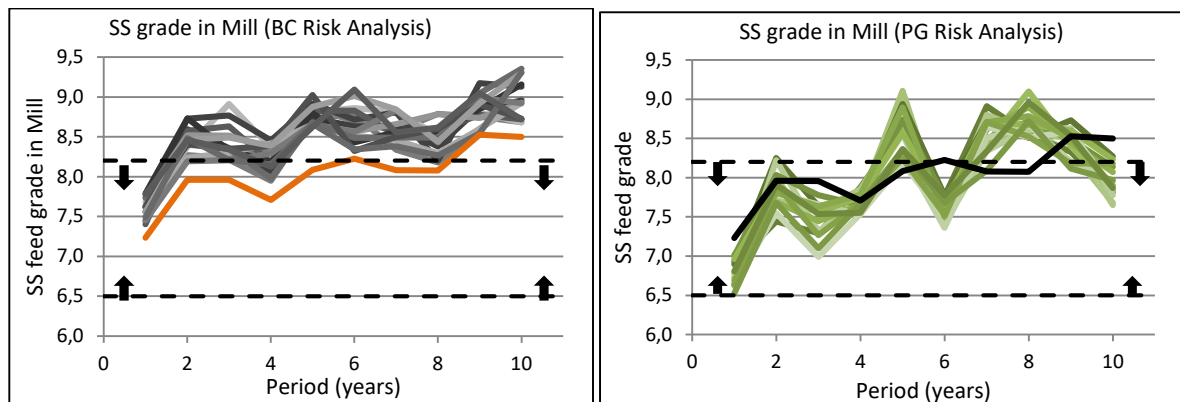 SS grade in Mill (BC Risk Analysis)
SS feed grade in Mill
9,5
9,0
8,5
8,0
7,5
7,0
6,5
6,0
0 2 4 6 8 10
Period (years)
SS grade in Mill (PG Risk Analysis)
SS feed grade
9,5
9,0
8,5
8,0
7,5
7,0
6,5
6,0
0 2 4 6 8 10
Period (years)